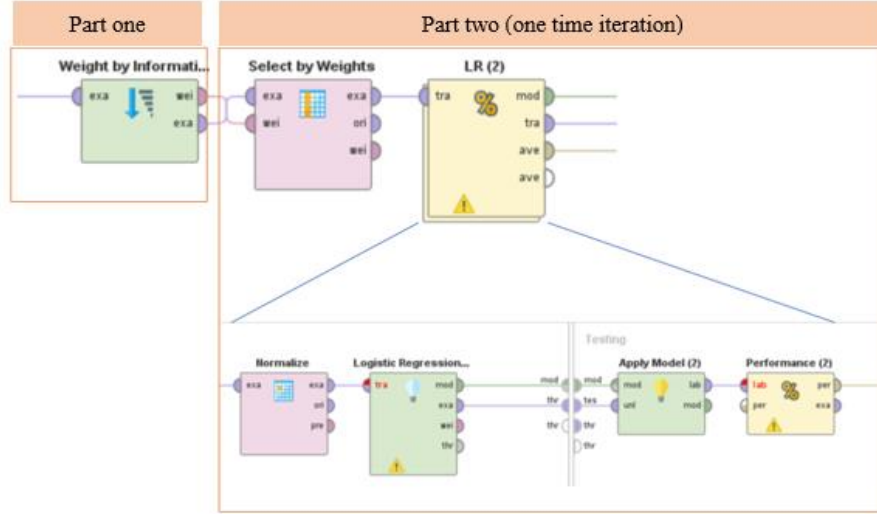 Part one
Part two (one time iteration)
Weight by Informati...
Select by Weights
LR (2)
exa
wei
exa
exa
wei
exa
ori
wei
tra
mod
tra
ave
ave
Testing
Normalize
Logistic Regression...
Apply Model (2)
Performance (2)
exa
exa
ori
pre
tra
mod
exa
wei
thr
mod
thr
thr
mod
tes
thr
thr
mod
unl
lab
mod
lab
per
per
exa